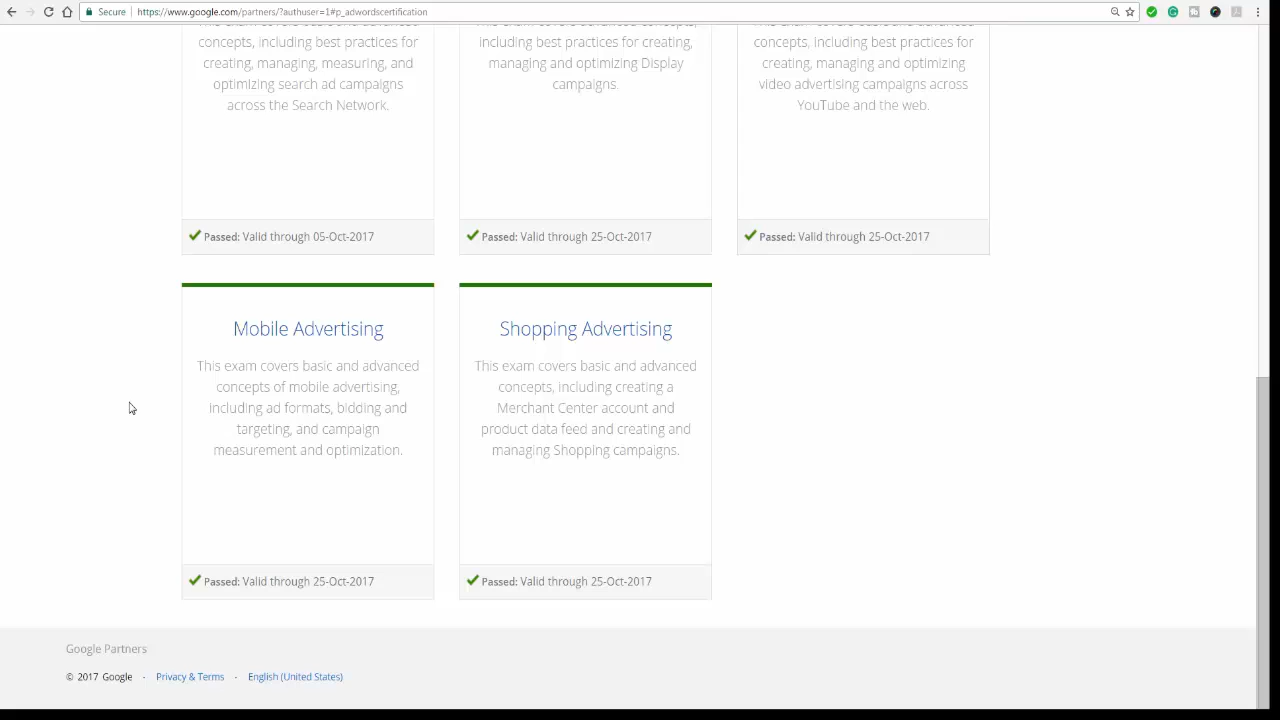 Secure https://www.google.com/partners/?authuser=1#p_adwordscertification
concepts, including best practices for
creating, managing, measuring, and
optimizing search ad campaigns
across the Search Network.
including best practices for creating,
managing and optimizing Display
campaigns.
concepts, including best practices for
creating, managing and optimizing
video advertising campaigns across
YouTube and the web.
Passed: Valid through 05-Oct-2017
Passed: Valid through 25-Oct-2017
Passed: Valid through 25-Oct-2017
Mobile Advertising
This exam covers basic and advanced
concepts of mobile advertising,
including ad formats, bidding and
targeting, and campaign
measurement and optimization.
Passed: Valid through 25-Oct-2017
Shopping Advertising
This exam covers basic and advanced
concepts, including creating a
Merchant Center account and
product data feed and creating and
managing Shopping campaigns.
Passed: Valid through 25-Oct-2017
Google Partners
© 2017 Google - Privacy & Terms - English (United States)